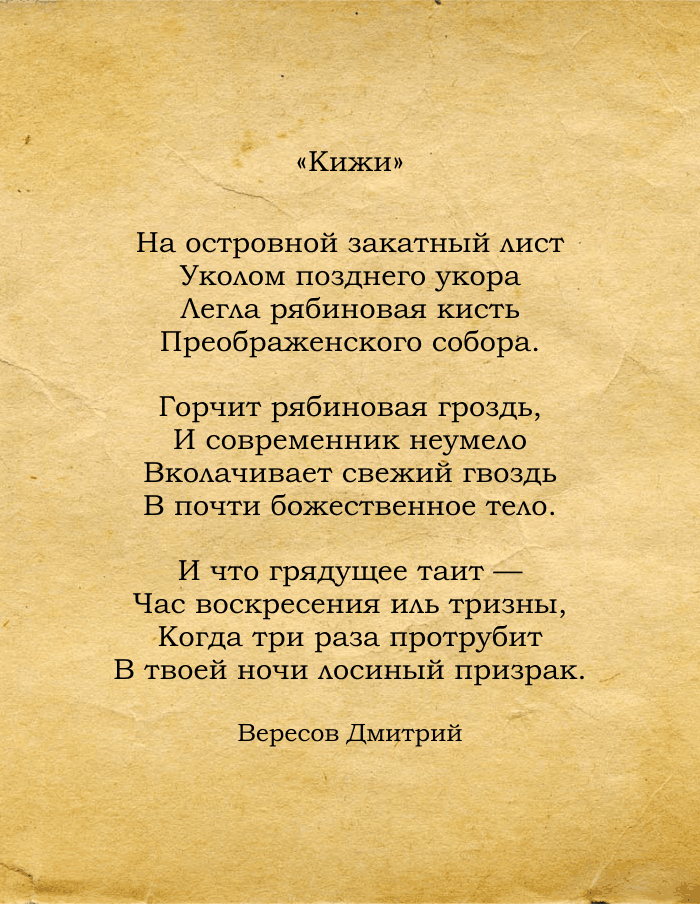 «Кижи»
На островной закатный лист
Уколом позднего укора
Легла рябиновая кисть
Преображенского собора.
Горчит рябиновая гроздь,
И современник неумело
Вколачивает свежий гвоздь
В почти божественное тело.
И что грядущее таит —
Час воскресения иль тризны,
Когда три раза протрубит
В твоей ночи лосиный призрак.
Вересов Дмитрий